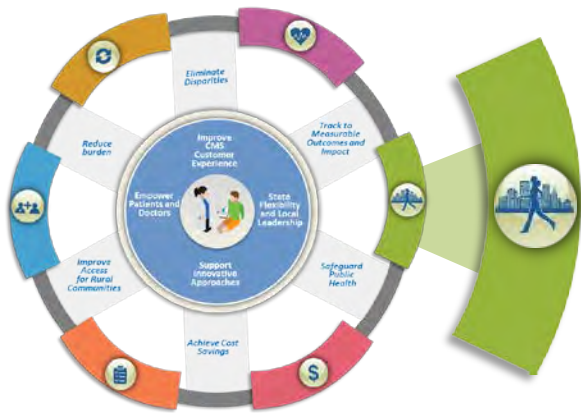 Eliminate
Disparities
Track to
Measurable
Outcomes and
Impact
Safeguard
Public
Health
Achieve Cost
Savings
Improve
Access
for Rural
Communities
Reduce
burden
Improve
CMS
Customer
Experience
State
Flexibility
and Local
Leadership
Support
Innovative
Approaches
Empower
Patients and
Doctors
$